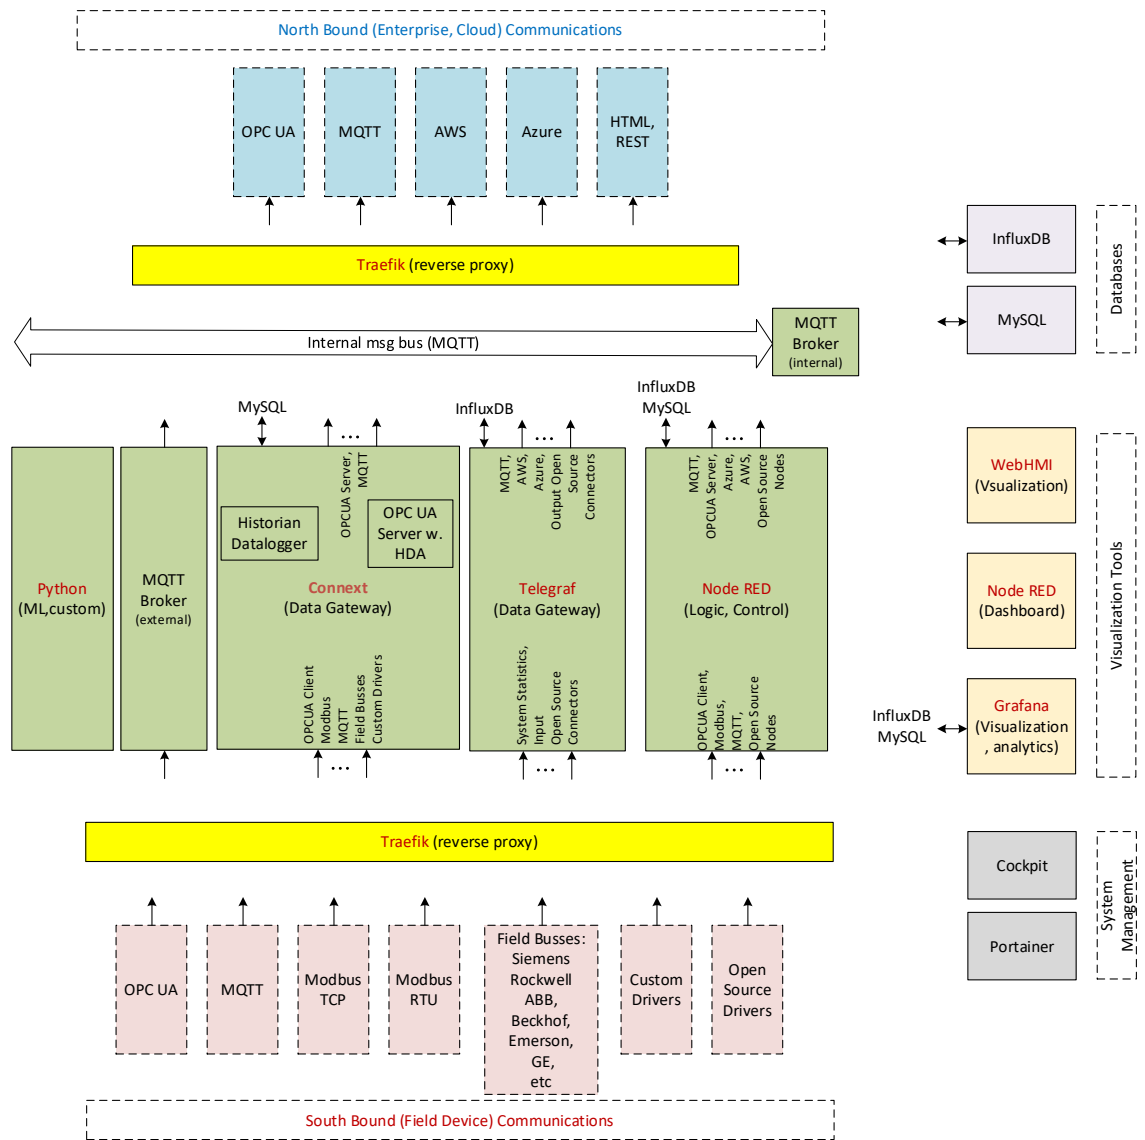 North Bound (Enterprise, Cloud) Communications
OPC UA
MQTT
AWS
Azure
HTML,
REST
Traefik (reverse proxy)
InfluxDB
MySQL
Databases
Internal msg bus (MQTT)
MQTT
Broker
(internal)
MySQL
...
InfluxDB
...
InfluxDB
MySQL
...
Python
(ML,custom)
MQTT
Broker
(external)
OPCUA Server,
MQTT
Historian
Datalogger
OPC UA
Server w.
HDA
Connext
(Data Gateway)
OPCUA Client
Modbus
MQTT
Field Busses
Custom Drivers
...
MQTT,
AWS,
Azure,
Output Open
Source
Connectors
Telegraf
(Data Gateway)
System Statistics,
Input
Open Source
Connectors
...
MQTT,
OPCUA Server,
Azure,
AWS,
Open Source
Nodes
Node RED
(Logic, Control)
OPCUA Client,
Modbus,
MQTT,
Open Source
Nodes
...
WebHMI
(Vsualization)
Node RED
(Dashboard)
InfluxDB
MySQL
Grafana
(Visualization
, analytics)
Visualization Tools
Traefik (reverse proxy)
Cockpit
Portainer
System
Management
OPC UA
MQTT
Modbus
TCP
Modbus
RTU
Field Busses:
Siemens
Rockwell
ABB,
Beckhof,
Emerson,
GE,
etc
Custom
Drivers
Open
Source
Drivers
South Bound (Field Device) Communications